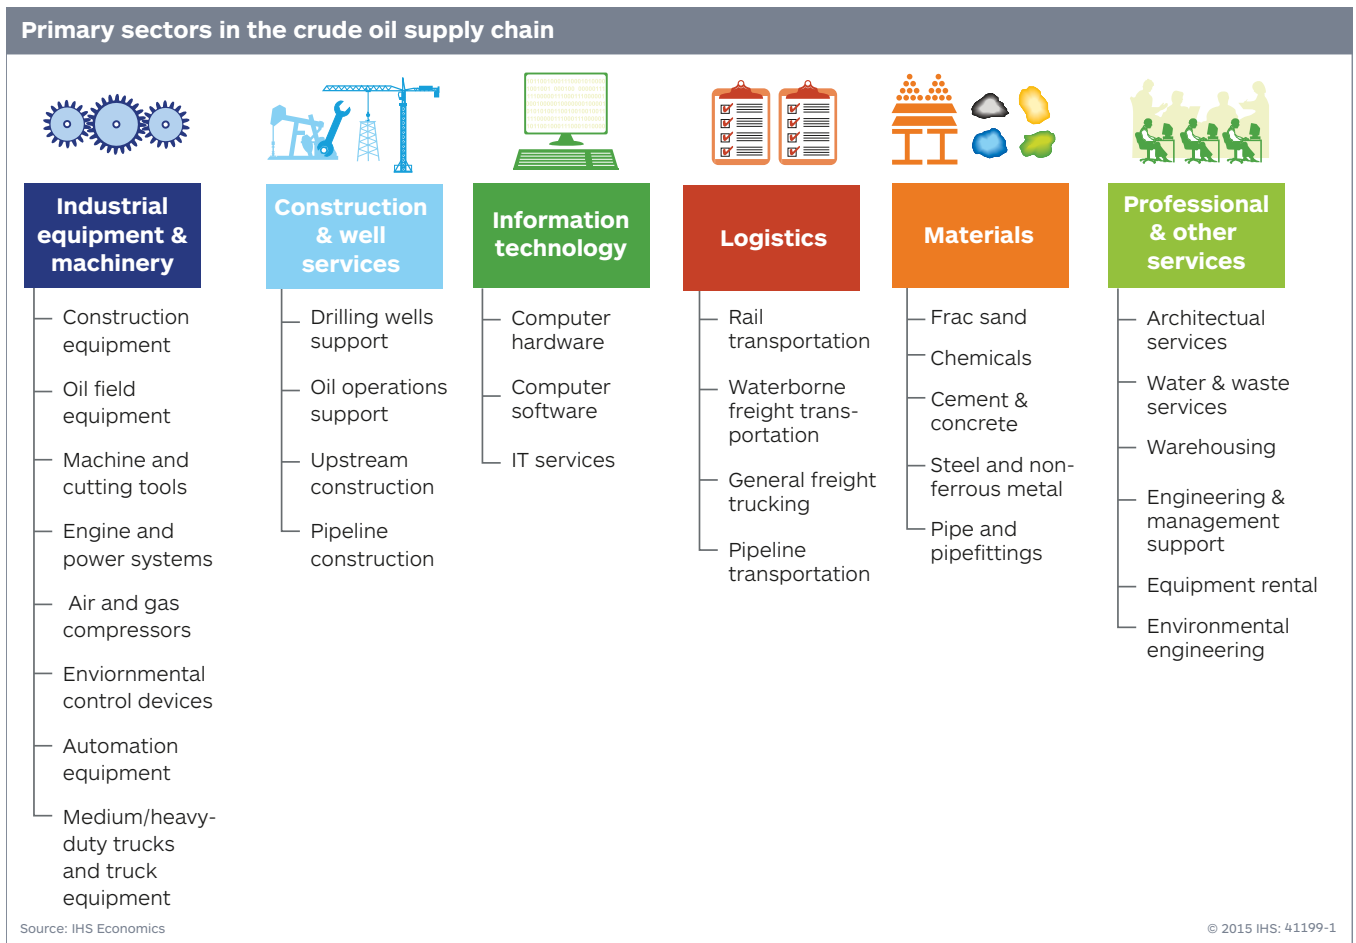 Primary sectors in the crude oil supply chain
Industrial
equipment &
machinery
Construction
equipment
Oil field
equipment
Machine and
cutting tools
Engine and
power systems
Air and gas
compressors
Enviornmental
control devices
Automation
equipment
Medium/heavy-
duty trucks
and truck
equipment
Construction
& well
services
Drilling wells
support
Oil operations
support
Upstream
construction
Pipeline
construction
Information
technology
Computer
hardware
Computer
software
IT services
Logistics
Rail
transportation
Waterborne
freight trans-
portation
General freight
trucking
Pipeline
transportation
Materials
Frac sand
Chemicals
Cement &
concrete
Steel and non-
ferrous metal
Pipe and
pipefittings
Professional
& other
services
Architectual
services
Water & waste
services
Warehousing
Engineering &
management
support
Equipment rental
Environmental
engineering
Source: IHS Economics
© 2015 IHS: 41199-1